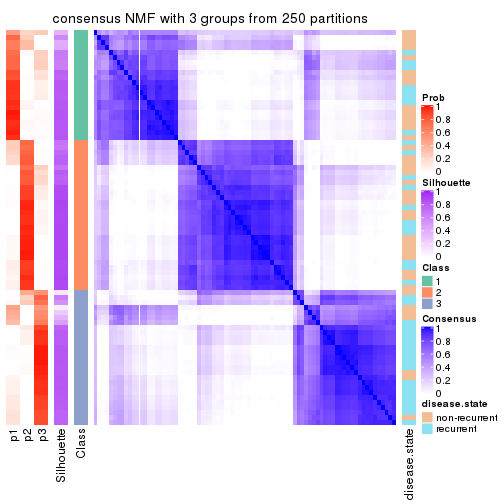 consensus NMF with 3 groups from 250 partitions
Prob
1
0.8
0.6
0.4
0.2
0
Silhouette
1
0.8
0.6
0.4
0.2
0
Class
1
2
3
Consensus
1
0.8
0.6
0.4
0.2
0
disease.state
non-recurrent
recurrent
p1
p2
p3
Silhouette
Class
disease.state